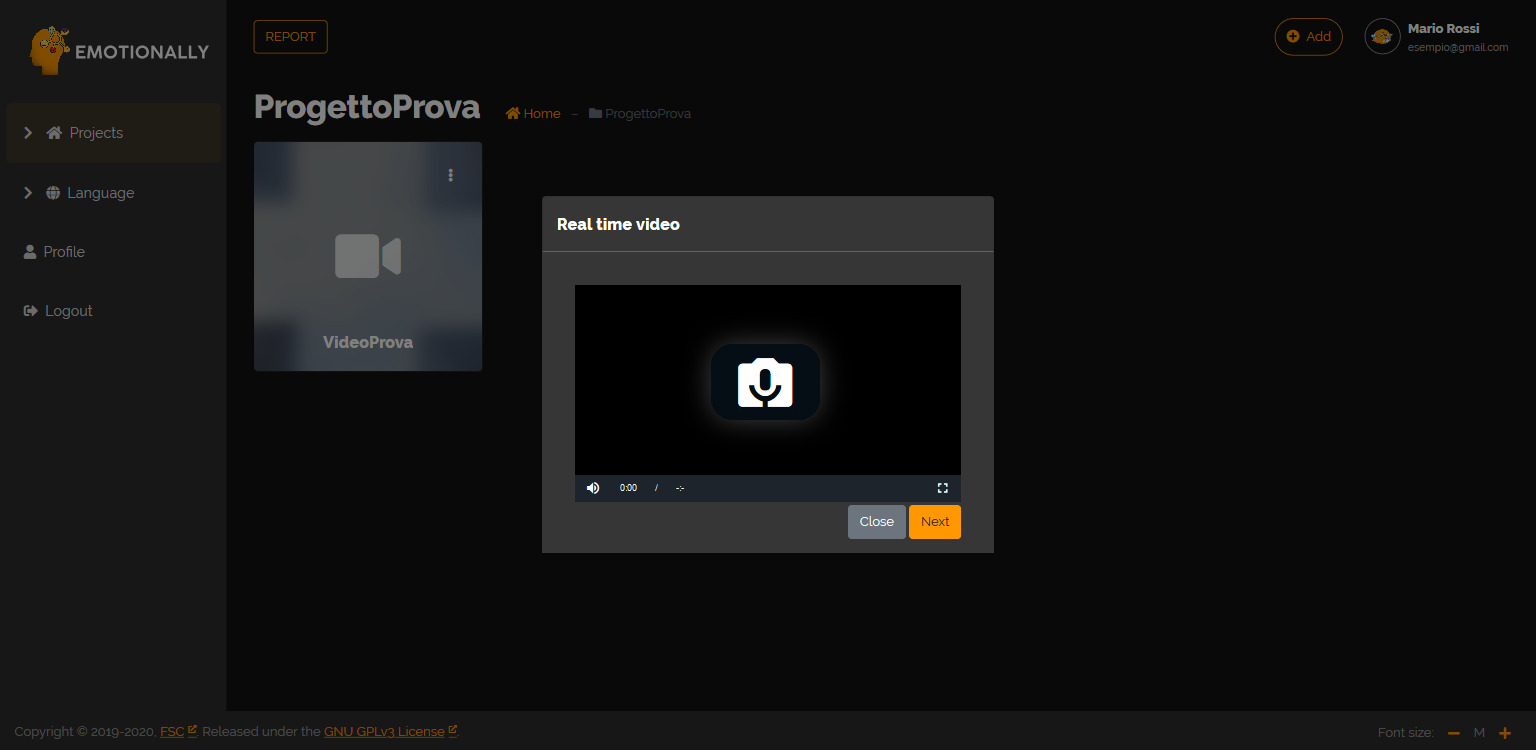 EMOTIONALLY
REPORT
Add
Mario Rossi
esempio@gmail.com
Projects
Language
Profile
Logout
ProgettoProva
Home – ProgettoProva
VideoProva
Real time video
0:00 / -:-
Close
Next
Copyright © 2019-2020, FSC. Released under the GNU GPLv3 License.
Font size: M